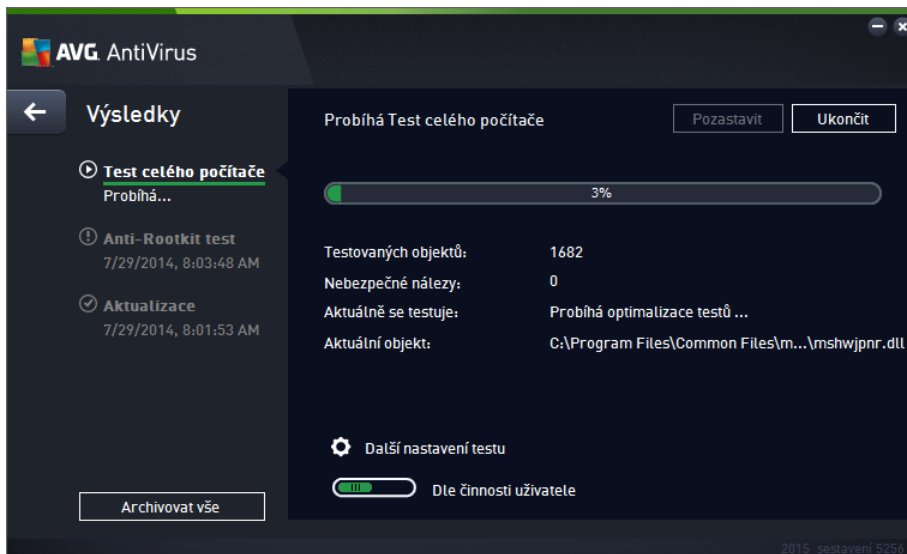 AVG AntiVirus
Výsledky
Test celého počítače
Probíhá...
Anti-Rootkit test
7/29/2014, 8:03:48 AM
Aktualizace
7/29/2014, 8:01:53 AM
Archivovat vše
Probíhá Test celého počítače
Pozastavit
Ukončit
3%
Testovaných objektů: 1682
Nebezpečné nálezy: 0
Aktuálně se testuje: Probíhá optimalizace testů ...
Aktuální objekt: C:\Program Files\Common Files\m...\mshwjpnr.dll
Další nastavení testu
Dle činnosti uživatele
2015 sestavení 5256